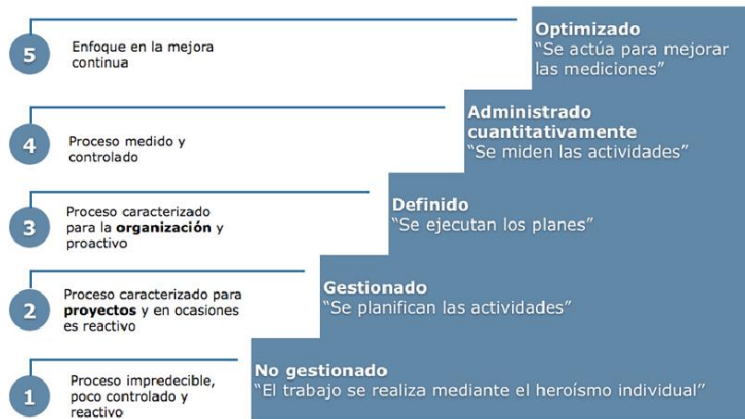 5
Enfoque en la mejora
continua
Optimizado
“Se actúa para mejorar
las mediciones”
4
Proceso medido y
controlado
Administrado
cuantitativamente
“Se miden las actividades”
3
Proceso caracterizado
para la organización y
proactivo
Definido
“Se ejecutan los planes”
2
Proceso caracterizado para
proyectos y en ocasiones
es reactivo
Gestionado
“Se planifican las actividades”
1
Proceso impredecible,
poco controlado y
reactivo
No gestionado
“El trabajo se realiza mediante el heroísmo individual”